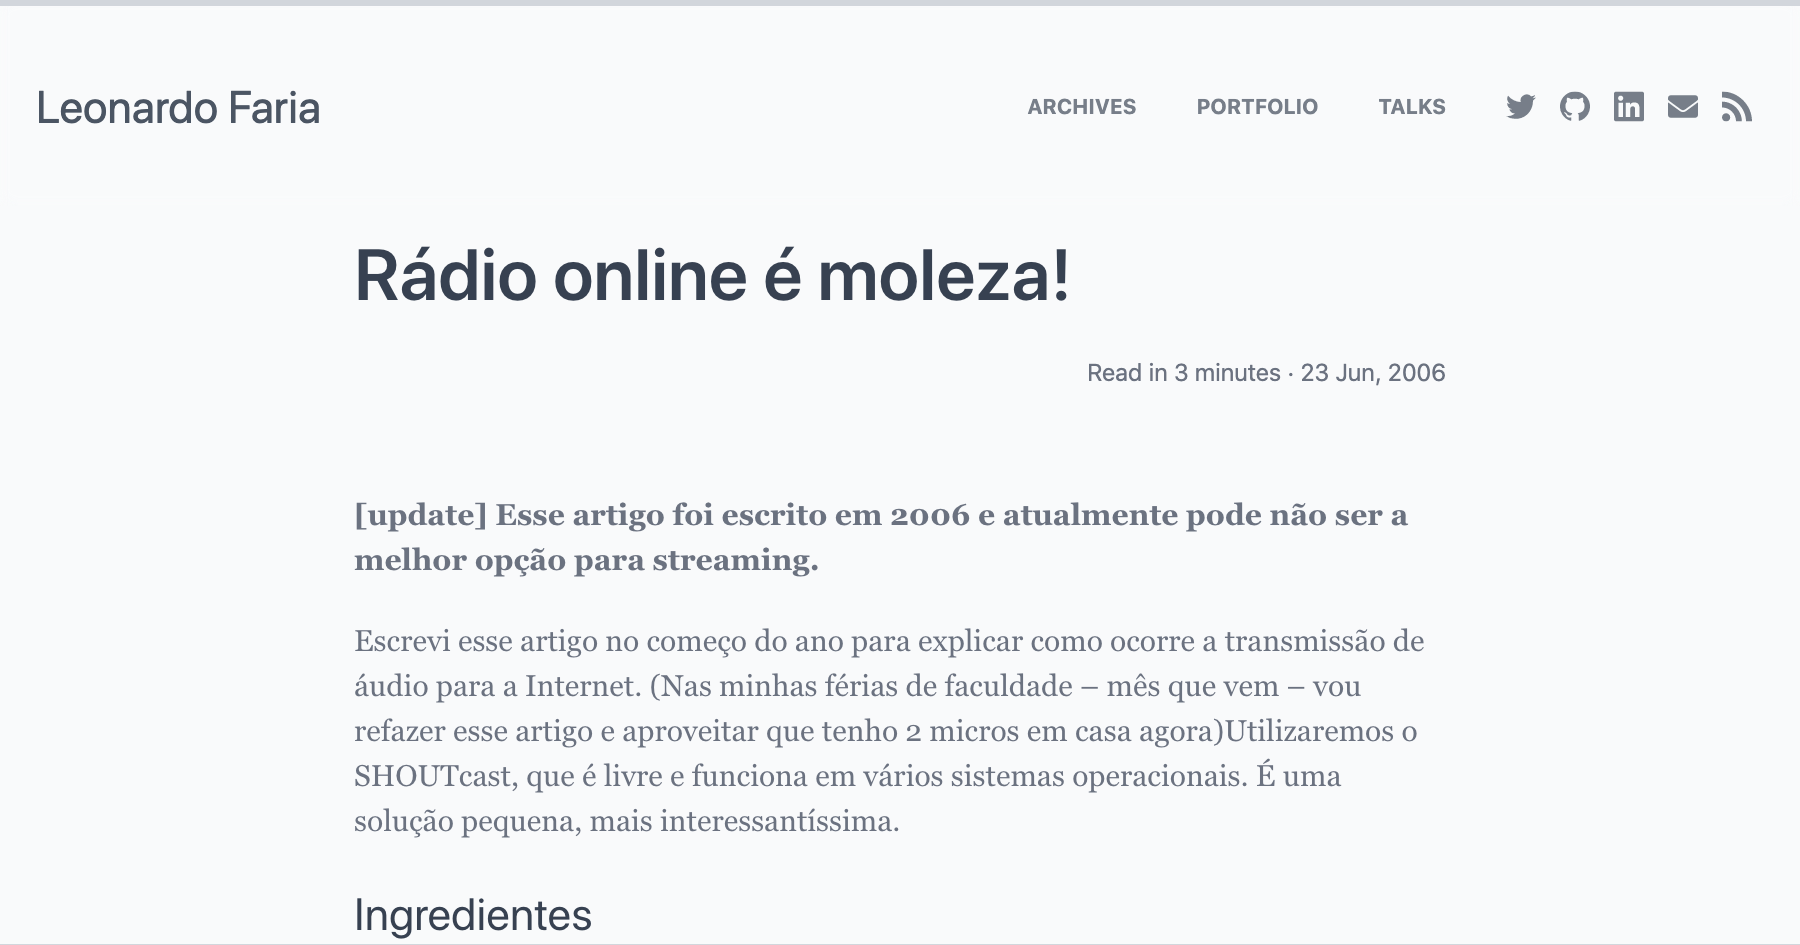 Leonardo Faria
ARCHIVES PORTFOLIO TALKS
Rádio online é moleza!
Read in 3 minutes · 23 Jun, 2006
[update] Esse artigo foi escrito em 2006 e atualmente pode não ser a
melhor opção para streaming.
Escrevi esse artigo no começo do ano para explicar como ocorre a transmissão de
áudio para a Internet. (Nas minhas férias de faculdade – mês que vem – vou
refazer esse artigo e aproveitar que tenho 2 micros em casa agora)Utilizaremos o
SHOUTcast, que é livre e funciona em vários sistemas operacionais. É uma
solução pequena, mais interessantíssima.
Ingredientes